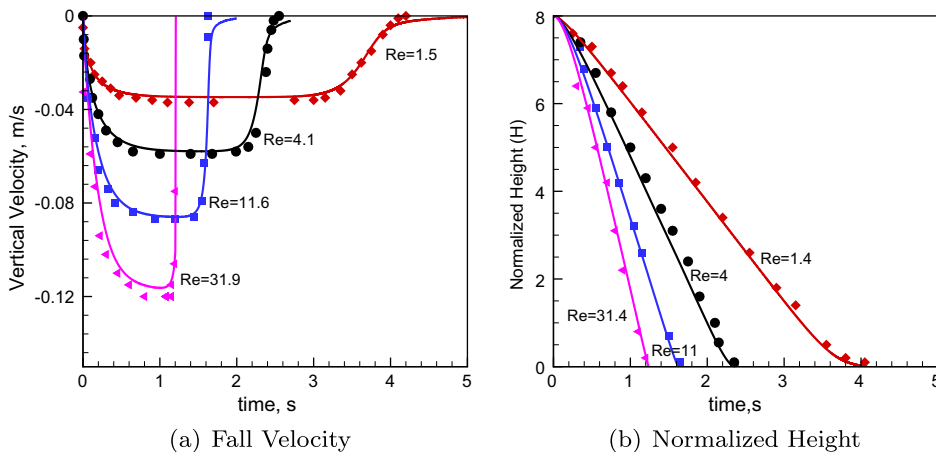 0
-0.04
-0.08
-0.12
Vertical Velocity, m/s
Re=1.5
Re=4.1
Re=11.6
Re=31.9
0 1 2 3 4 5
time, s
(a) Fall Velocity
8
6
4
2
0
Normalized Height (H)
Re=1.4
Re=4
Re=31.4
Re=11
0 1 2 3 4 5
time,s
(b) Normalized Height